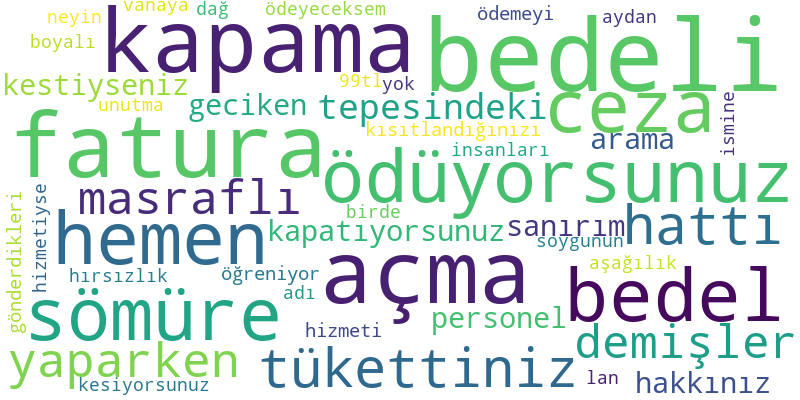 vanaya dağ ödeyeceksem ödemeyi aydan
neyin kapama bedeli
boyalı
kestiyseniz 99tl yok
unutma geciken tepesindeki ceza ismine
fatura kısıtlandığınızı arama
insanları
ödüyorsunuz
masraflı birde sanırım hattı
hizmetiyse hemen kapatıyorsunuz soygunun
gönderdikleri hırsızlık öğreniyor açma aşağılık
adı bedel
sömüre hizmeti personel
demişler
yaparken tükettiniz lan hakkınız
kesiyorsunuz